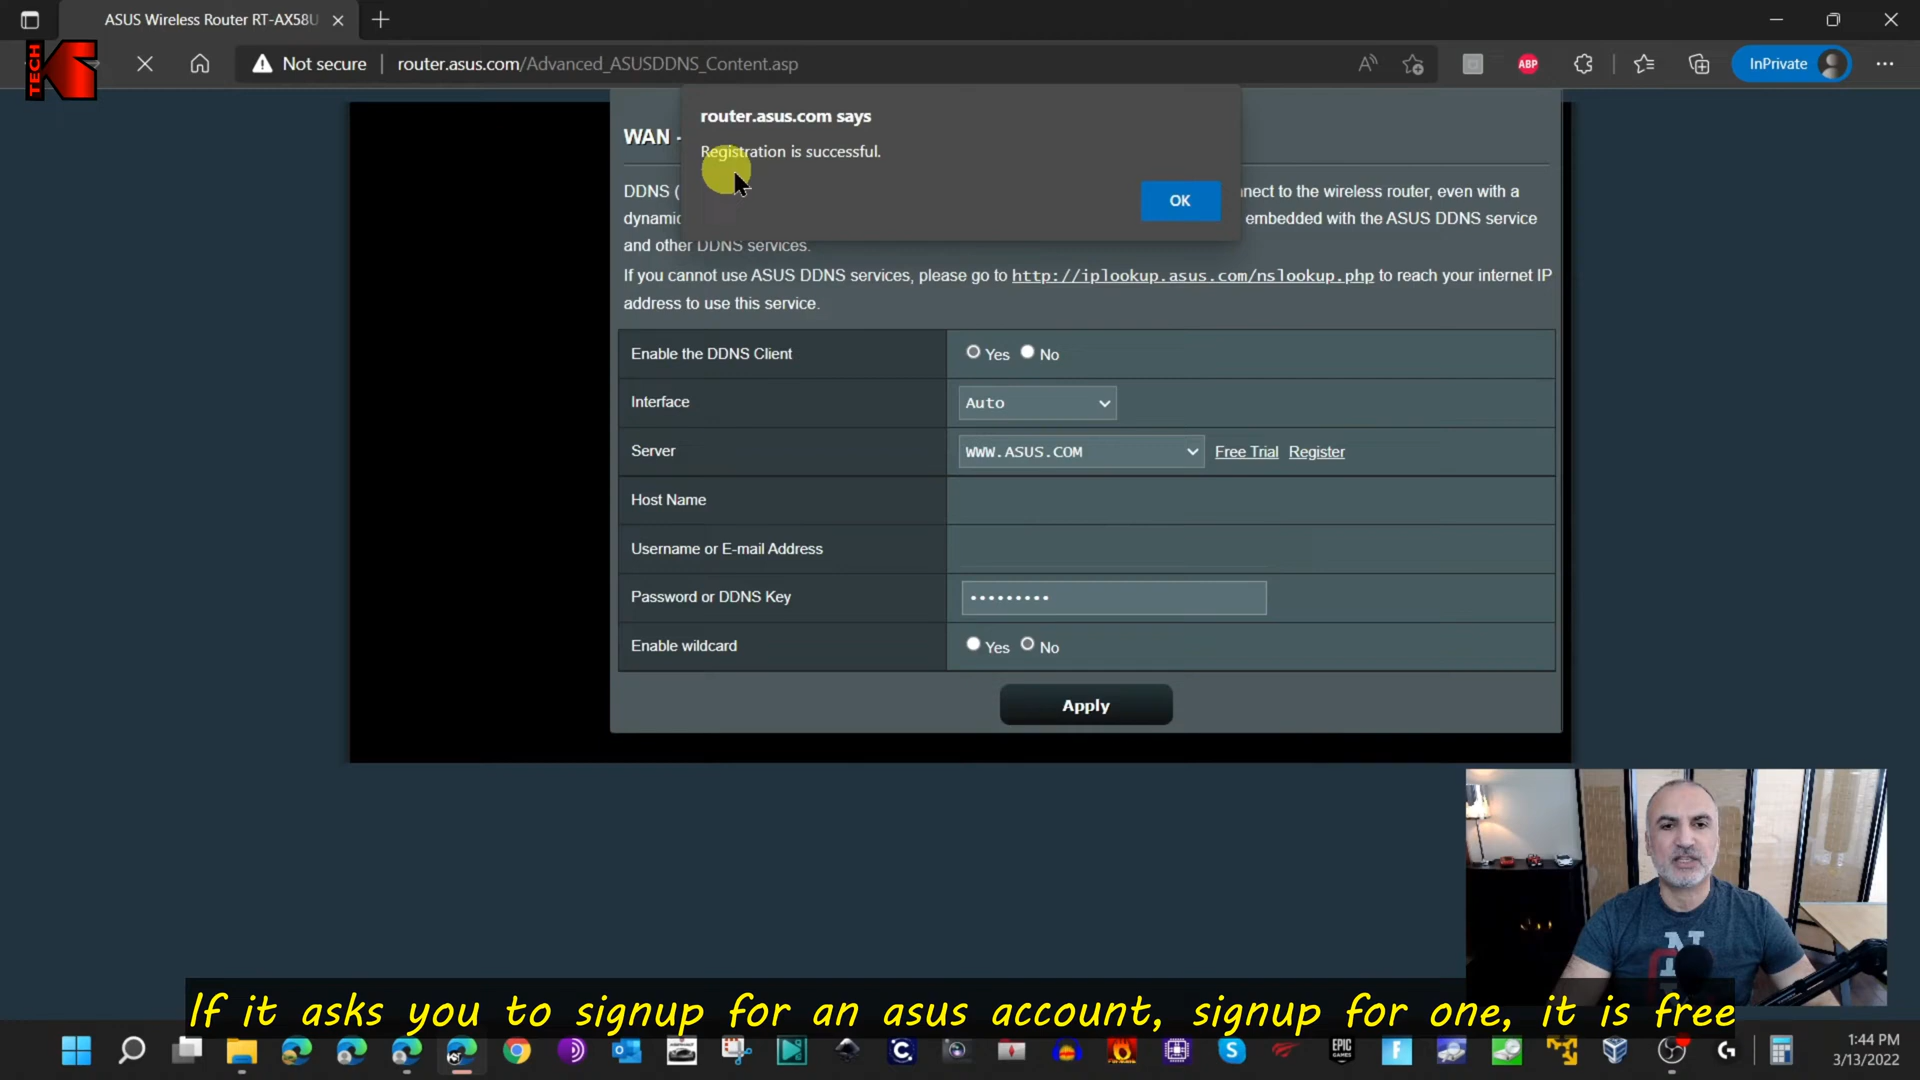 ASUS Wireless Router RT-AX58U
TECH
Not secure
router.asus.com/Advanced_ASUSDDNS_Content.asp
ABP
InPrivate
router.asus.com says
Registration is successful.
OK
WAN -
DDNS (
nnect to the wireless router, even with a
dynamic
embedded with the ASUS DDNS service
and other DDNS services.
If you cannot use ASUS DDNS services, please go to http://iplookup.asus.com/nslookup.php to reach your internet IP
address to use this service.
Enable the DDNS Client
Yes No
Interface
Auto
Server
WWW.ASUS.COM
Free Trial Register
Host Name
Username or E-mail Address
Password or DDNS Key
Enable wildcard
Yes No
Apply
If it asks you to signup for an asus account, signup for one, it is free
EPIC
GAMES
1:44 PM
3/13/2022